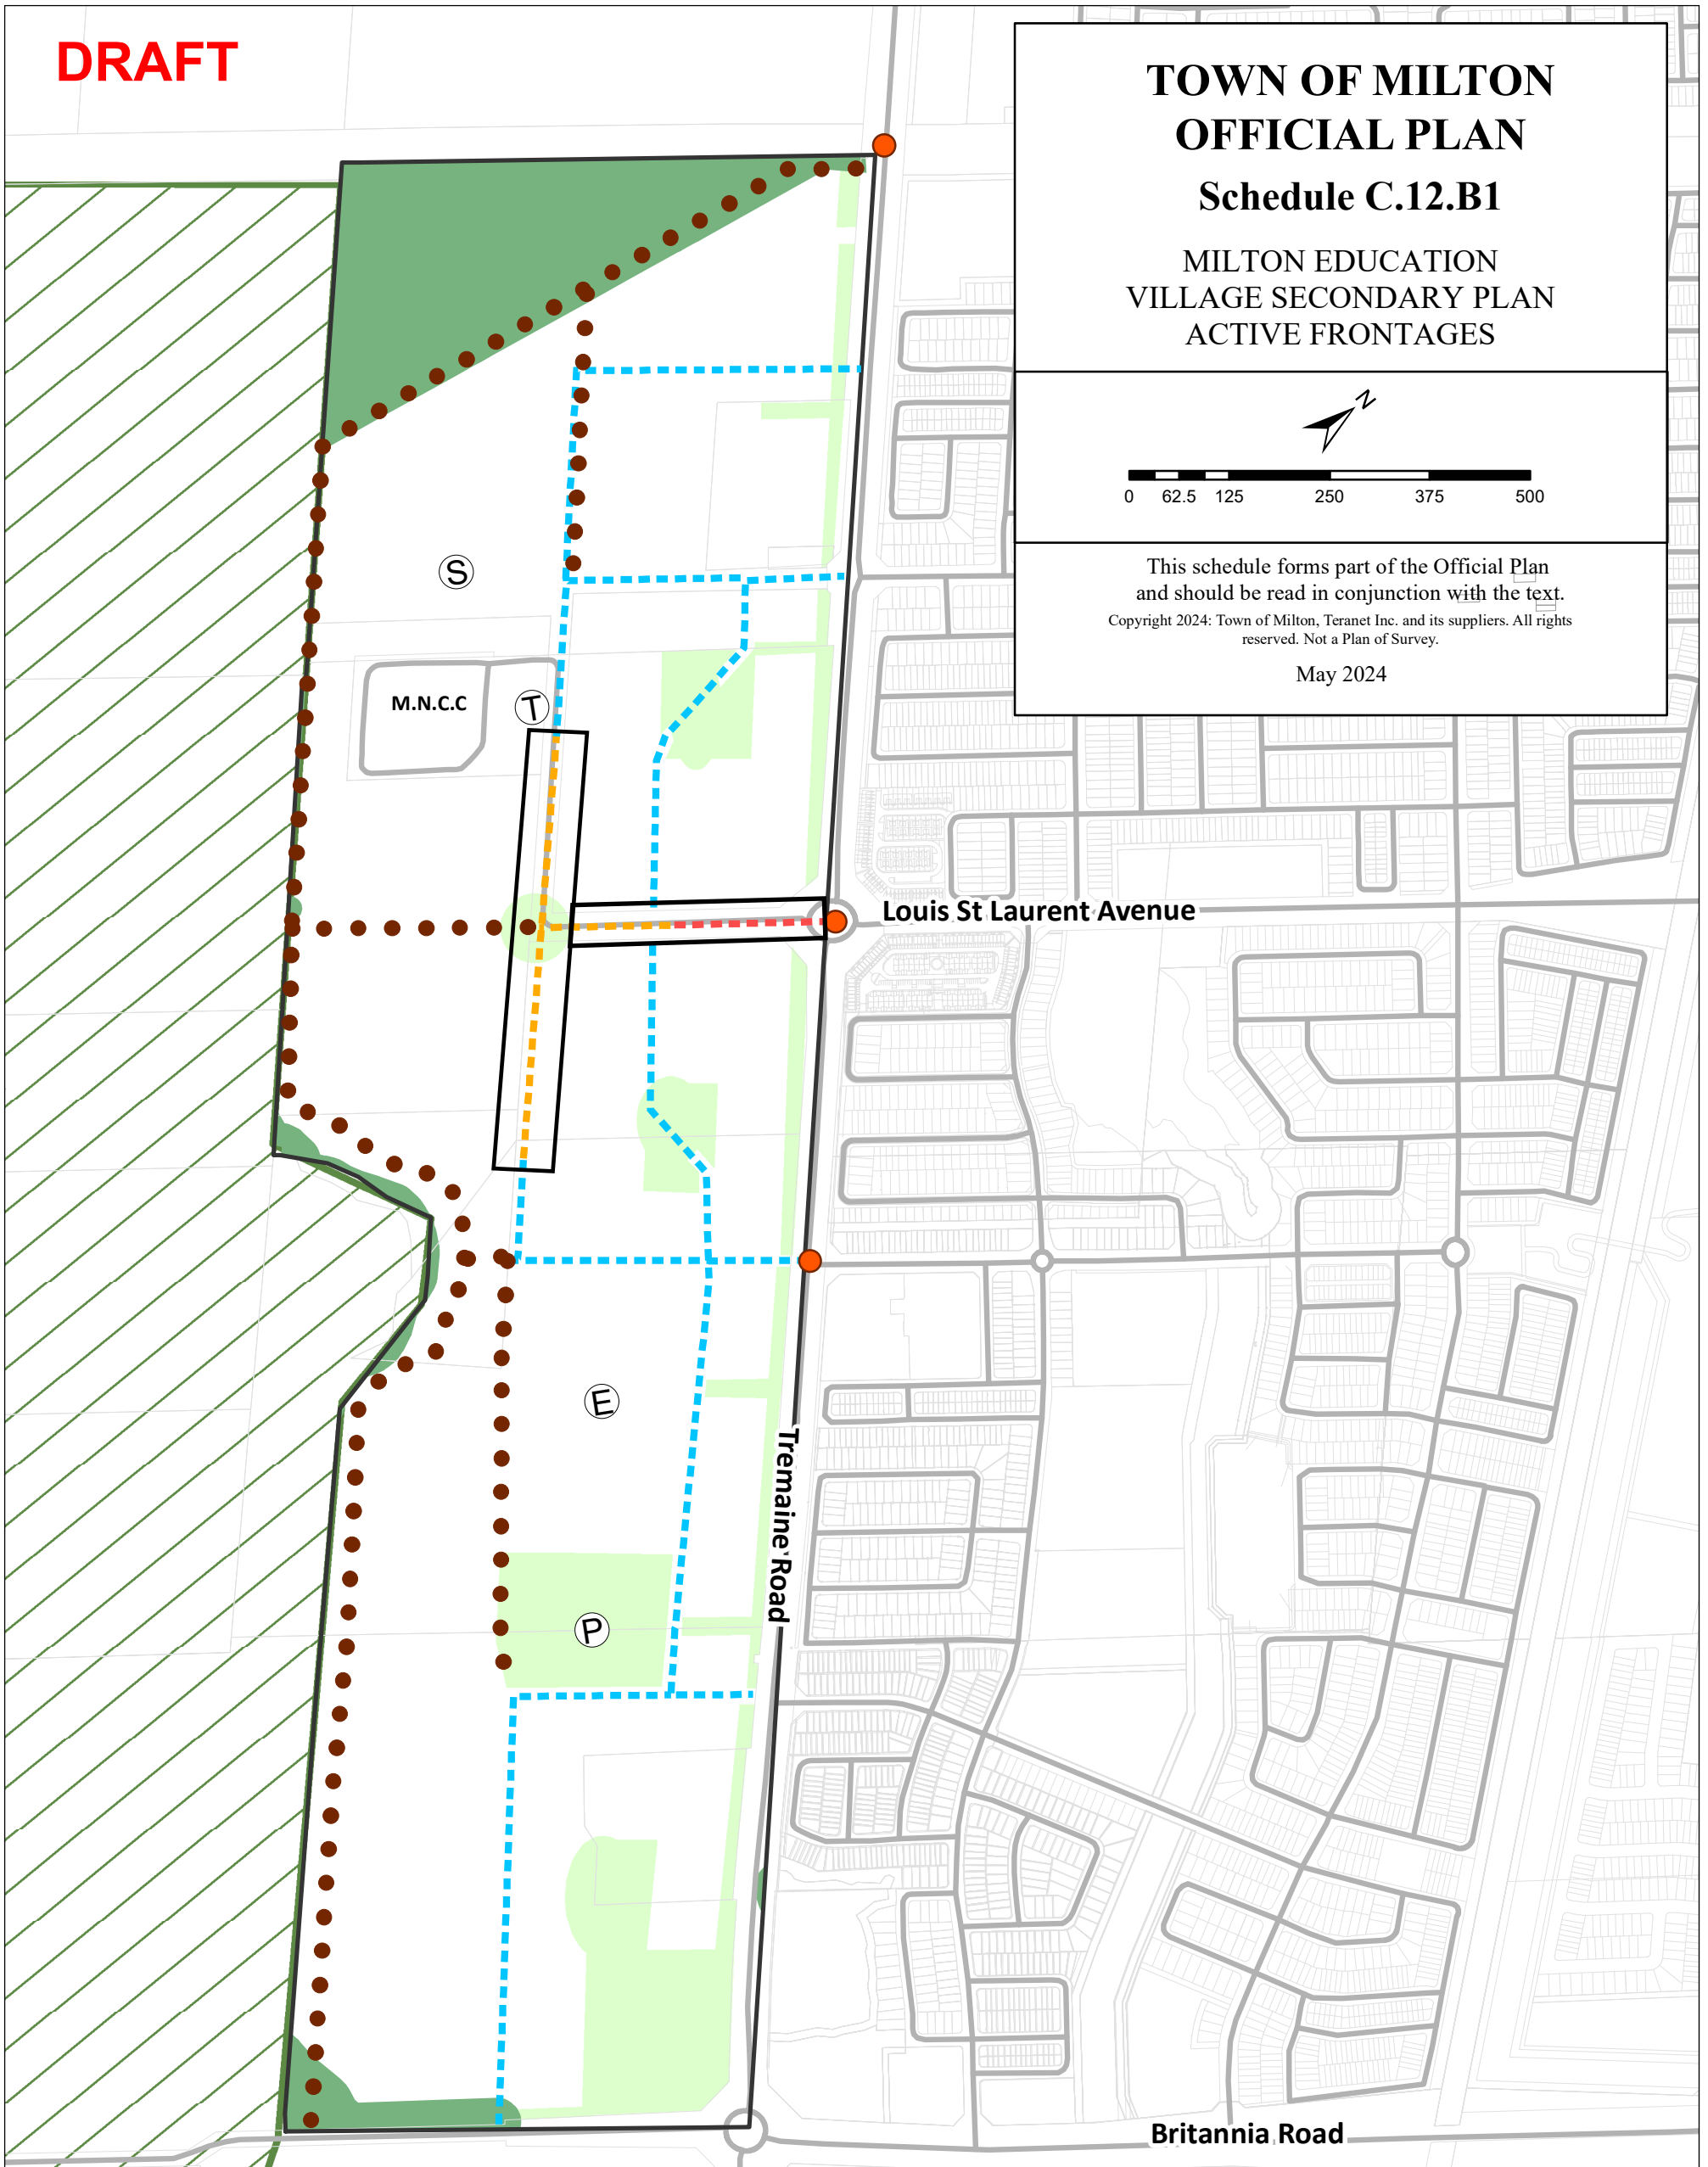 DRAFT
TOWN OF MILTON
OFFICIAL PLAN
Schedule C.12.B1
MILTON EDUCATION
VILLAGE SECONDARY PLAN
ACTIVE FRONTAGES
N
0 62.5 125 250 375 500
This schedule forms part of the Official Plan
and should be read in conjunction with the text.
Copyright 2024: Town of Milton, Teranet Inc. and its suppliers. All rights
reserved. Not a Plan of Survey.
May 2024
S
M.N.C.C
T
Louis St Laurent Avenue
E
Tremaine Road
P
Britannia Road